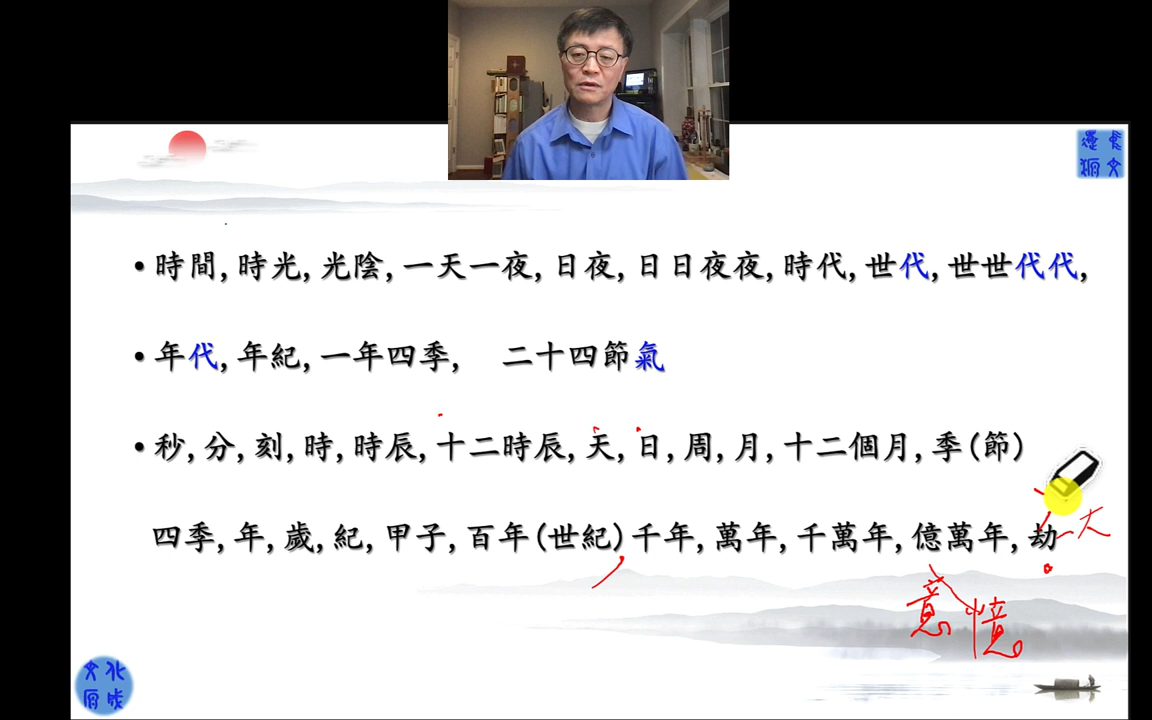 •時間,時光,光陰,一天一夜,日夜,日日夜夜,時代,世代,世世代代,
•年代,年紀,一年四季, 二十四節氣
•秒,分,刻,時,時辰,十二時辰,天,日,周,月,十二個月,季(節)
四季,年,歲,紀,甲子,百年(世紀)千年,萬年,千萬年,億萬年,劫
大
意憶